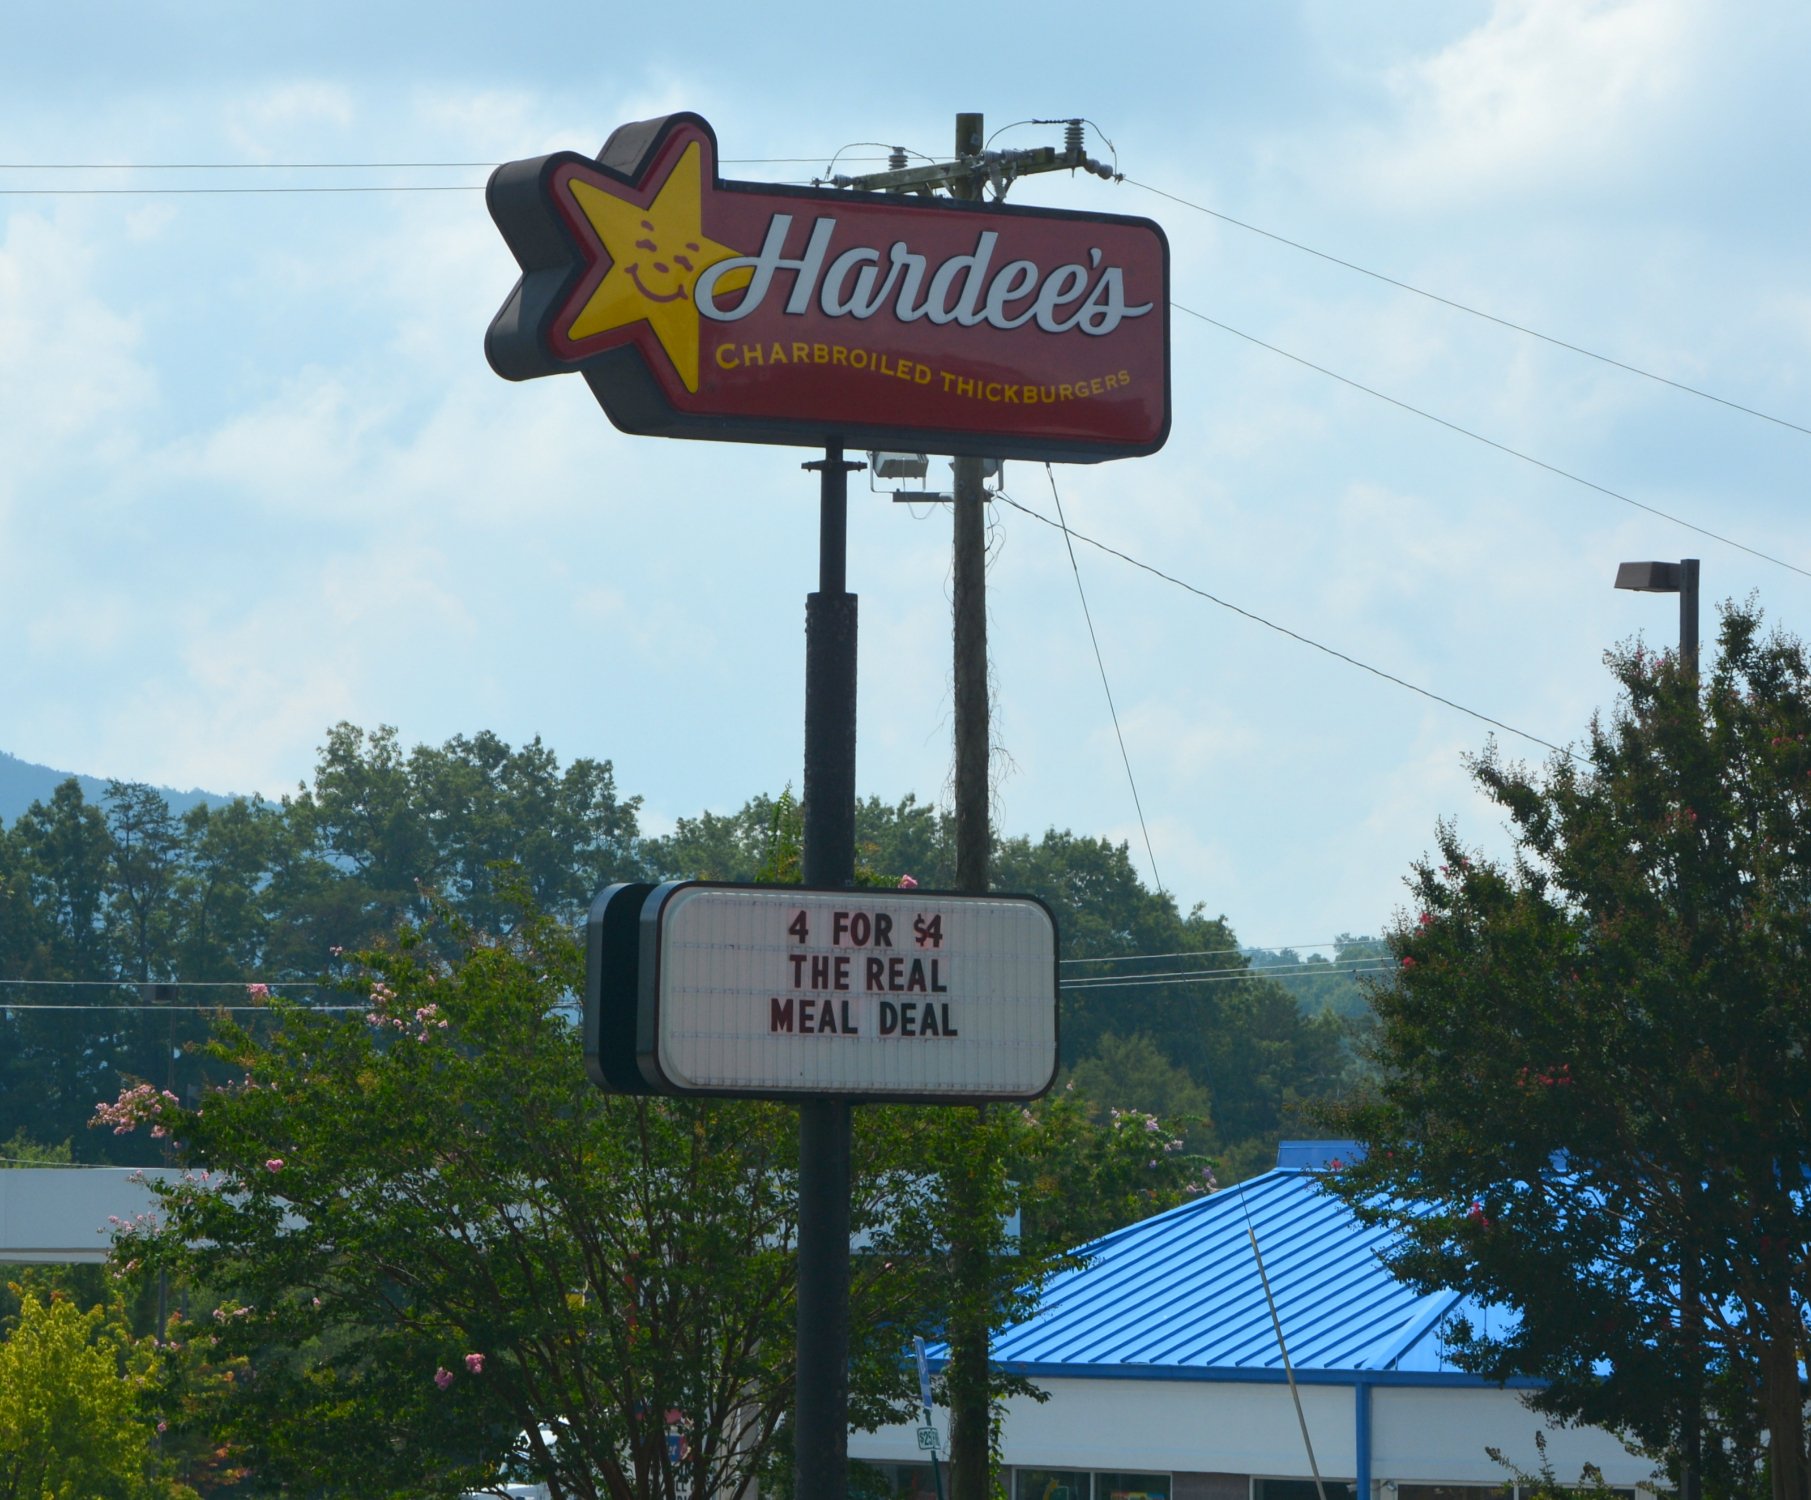 Hardee's
CHARBROILED THICKBURGERS
4 FOR $4
THE REAL
MEAL DEAL